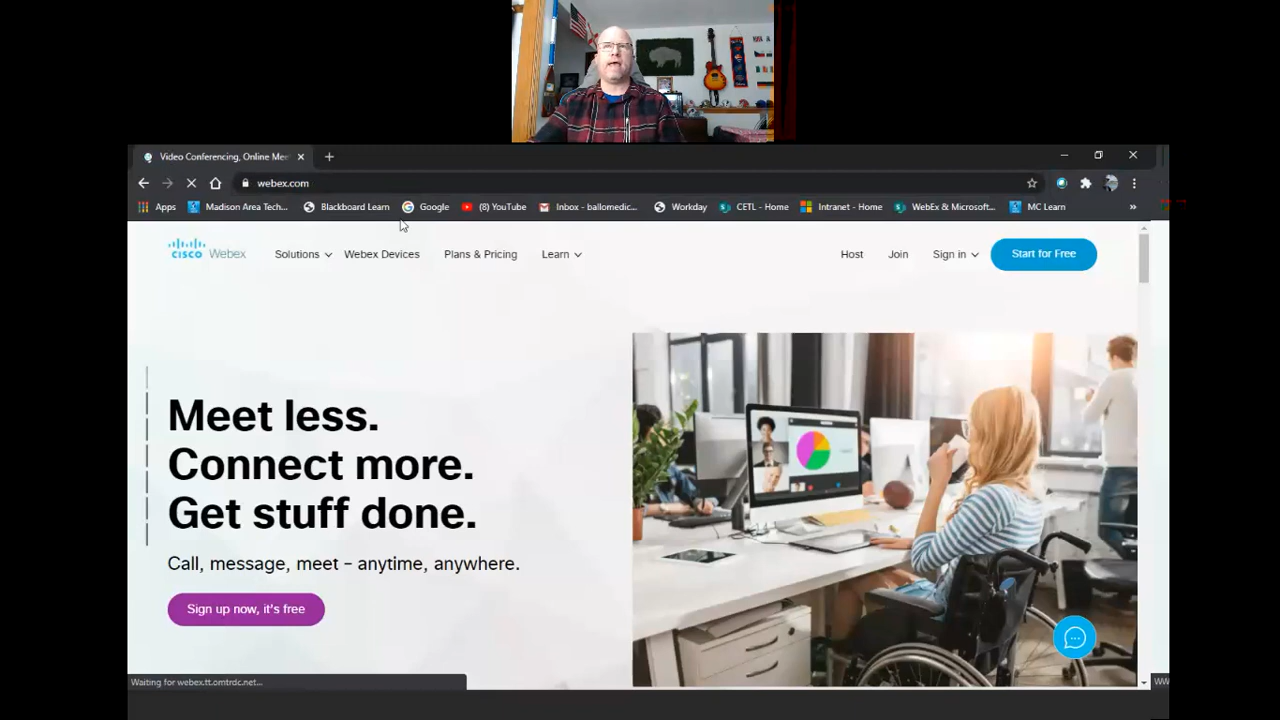 Video Conferencing, Online Mee
webex.com
Apps Madison Area Tech... Blackboard Learn Google (8) YouTube Inbox - ballomedic... Workday CETL - Home Intranet - Home WebEx & Microsoft... MC Learn »
CISCO Webex Solutions Webex Devices Plans & Pricing Learn Host Join Sign in Start for Free
Meet less.
Connect more.
Get stuff done.
Call, message, meet – anytime, anywhere.
Sign up now, it's free
Waiting for webex.tt.omtrdc.net...
WW